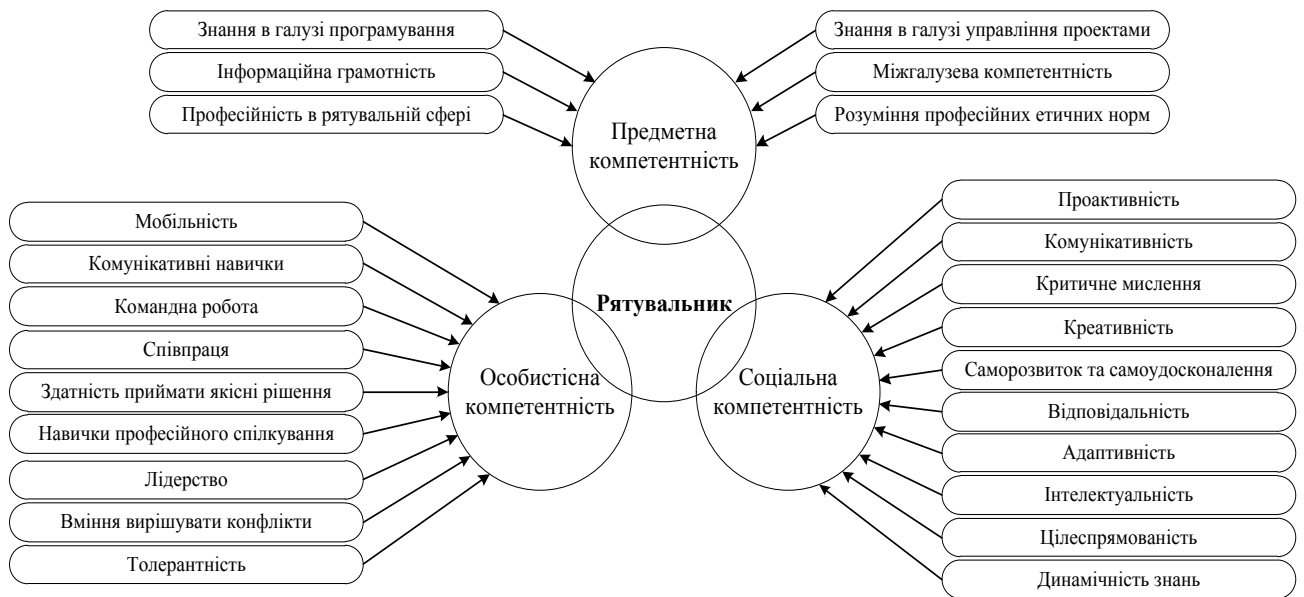 Знання в галузі програмування
Інформаційна грамотність
Професійність в рятувальній сфері
Знання в галузі управління проектами
Міжгалузева компетентність
Розуміння професійних етичних норм
Предметна
компетентність
Рятувальник
Мобільність
Комунікативні навички
Командна робота
Співпраця
Здатність приймати якісні рішення
Навички професійного спілкування
Лідерство
Вміння вирішувати конфлікти
Толерантність
Особистісна
компетентність
Соціальна
компетентність
Проактивність
Комунікативність
Критичне мислення
Креативність
Саморозвиток та самоудосконалення
Відповідальність
Адаптивність
Інтелектуальність
Цілеспрямованість
Динамічність знань